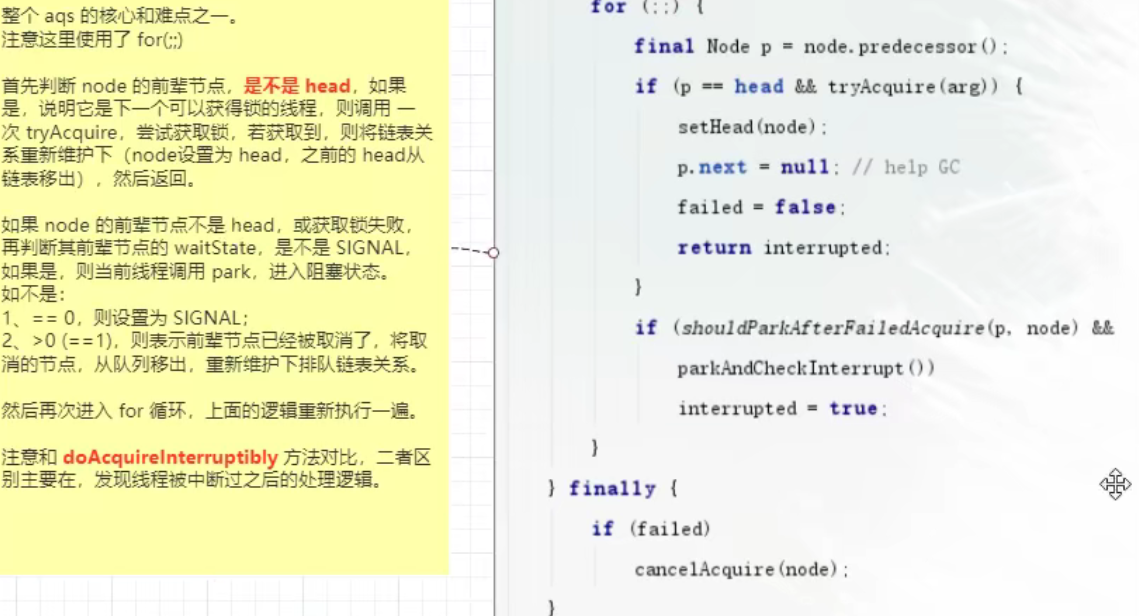 整个 aqs 的核心和难点之一。
注意这里使用了 for(;;)
首先判断 node 的前辈节点，是不是 head，如果
是，说明它是下一个可以获得锁的线程，则调用 一
次 tryAcquire，尝试获取锁，若获取到，则将链表关
系重新维护下（node设置为 head，之前的 head从
链表移出），然后返回。
如果 node 的前辈节点不是 head，或获取锁失败，
再判断其前辈节点的 waitState，是不是 SIGNAL，
如果是，则当前线程调用 park，进入阻塞状态。
如不是：
1、== 0，则设置为 SIGNAL；
2、>0 (==1)，则表示前辈节点已经被取消了，将取
消的节点，从队列移出，重新维护下排队链表关系。
然后再次进入 for 循环，上面的逻辑重新执行一遍。
注意和 doAcquireInterruptibly 方法对比，二者区
别主要在，发现线程被中断过之后的处理逻辑。
for (;;) {
final Node p = node.predecessor();
if (p == head && tryAcquire(arg)) {
setHead(node);
p.next = null; // help GC
failed = false;
return interrupted;
}
if (shouldParkAfterFailedAcquire(p, node) &&
parkAndCheckInterrupt())
interrupted = true;
}
} finally {
if (failed)
cancelAcquire(node);
}